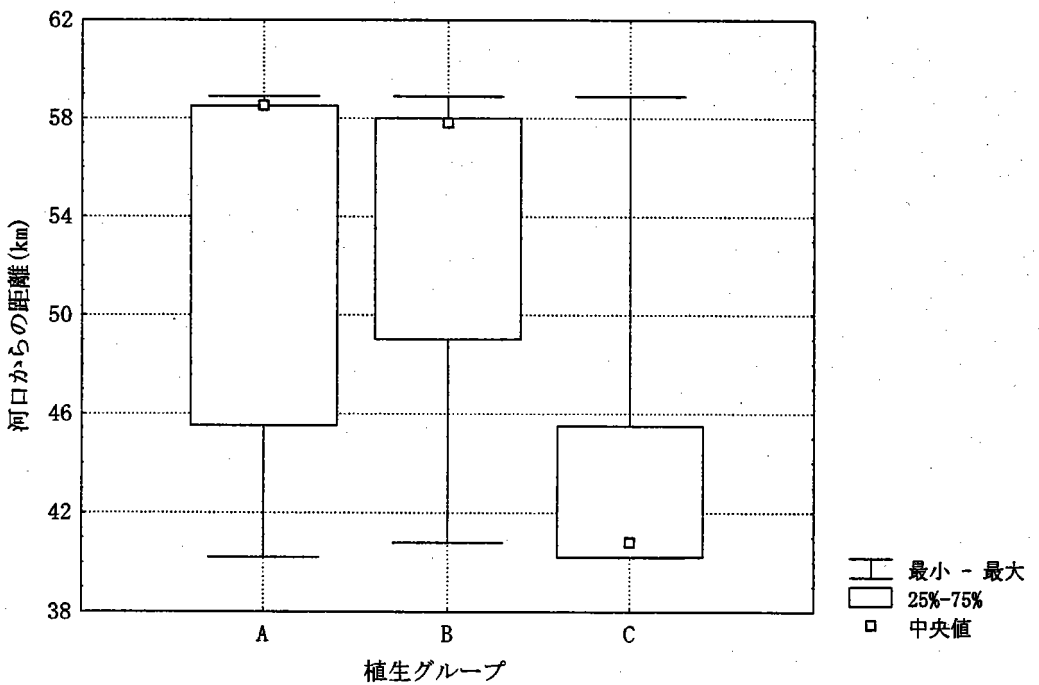 62
58
54
50
46
42
38
河口からの距離(km)
A
B
C
植生グループ
最小 - 最大
25%-75%
中央値